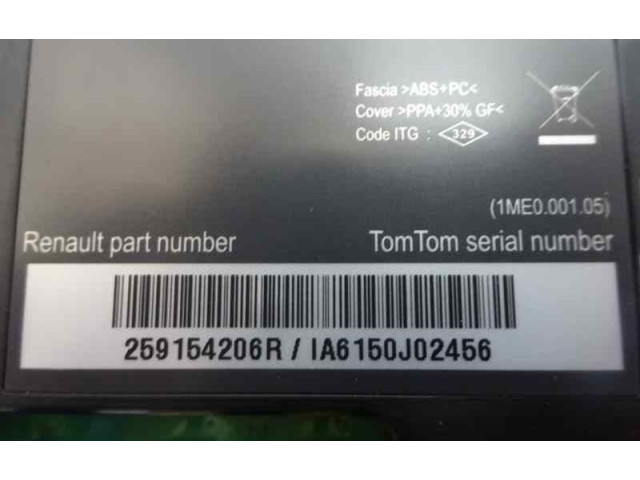 Fascia >ABS+PC<
Cover >PPA+30% GF<
Code ITG : 329
(1ME0.001.05)
Renault part number TomTom serial number
259154206R / IA6150J02456